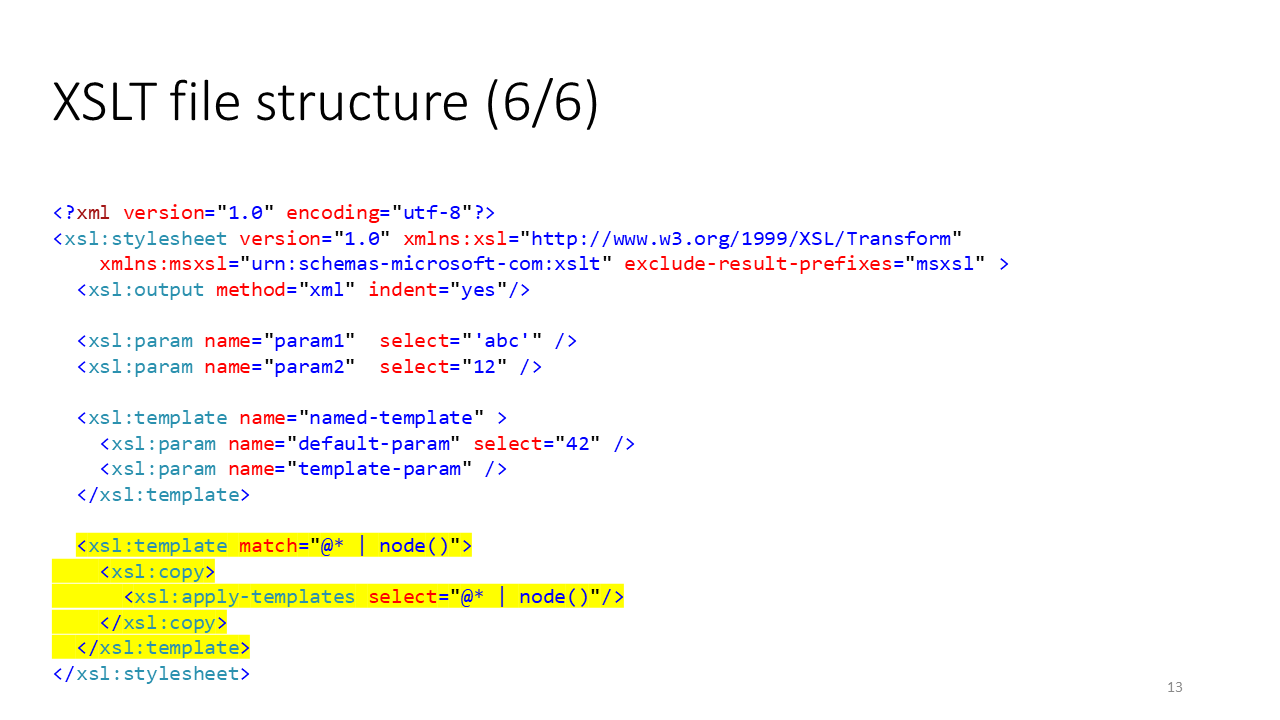 XSLT file structure (6/6)
<?xml version="1.0" encoding="utf-8"?>
<xsl:stylesheet version="1.0" xmlns:xsl="http://www.w3.org/1999/XSL/Transform"
    xmlns:msxsl="urn:schemas-microsoft-com:xslt" exclude-result-prefixes="msxsl" >
  <xsl:output method="xml" indent="yes"/>
  <xsl:param name="param1"  select="'abc'" />
  <xsl:param name="param2"  select="12" />
  <xsl:template name="named-template" >
    <xsl:param name="default-param" select="42" />
    <xsl:param name="template-param" />
  </xsl:template>
  <xsl:template match="@* | node()">
    <xsl:copy>
      <xsl:apply-templates select="@* | node()"/>
    </xsl:copy>
  </xsl:template>
</xsl:stylesheet>
13